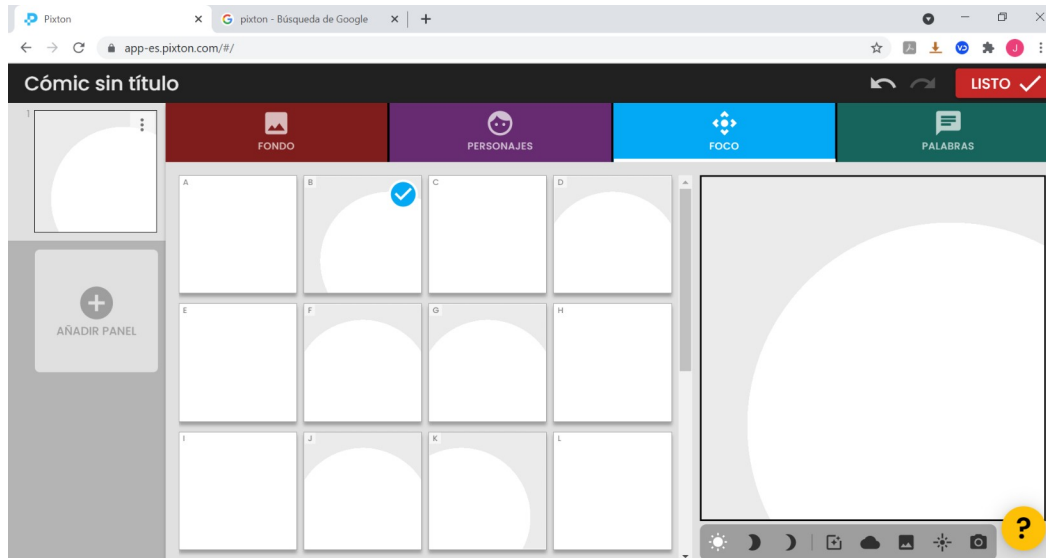 Pixton
pixton - Búsqueda de Google
app-es.pixton.com/#/
J
Cómic sin título
LISTO
1
FONDO
PERSONAJES
FOCO
PALABRAS
A
B
C
D
AÑADIR PANEL
E
F
G
H
I
J
K
L
?